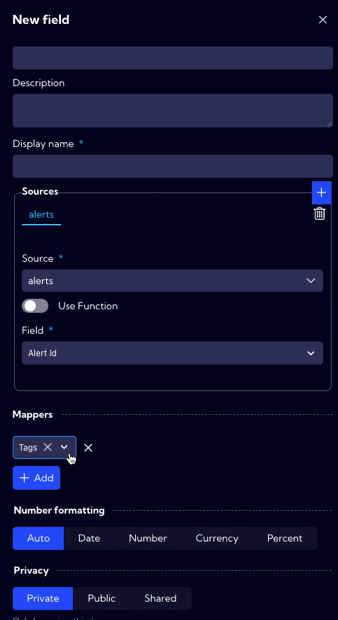 New field
Description
Display name *
Sources
alerts
Source *
alerts
Use Function
Field *
Alert Id
Mappers
Tags
Add
Number formatting
Auto Date Number Currency Percent
Privacy
Private Public Shared